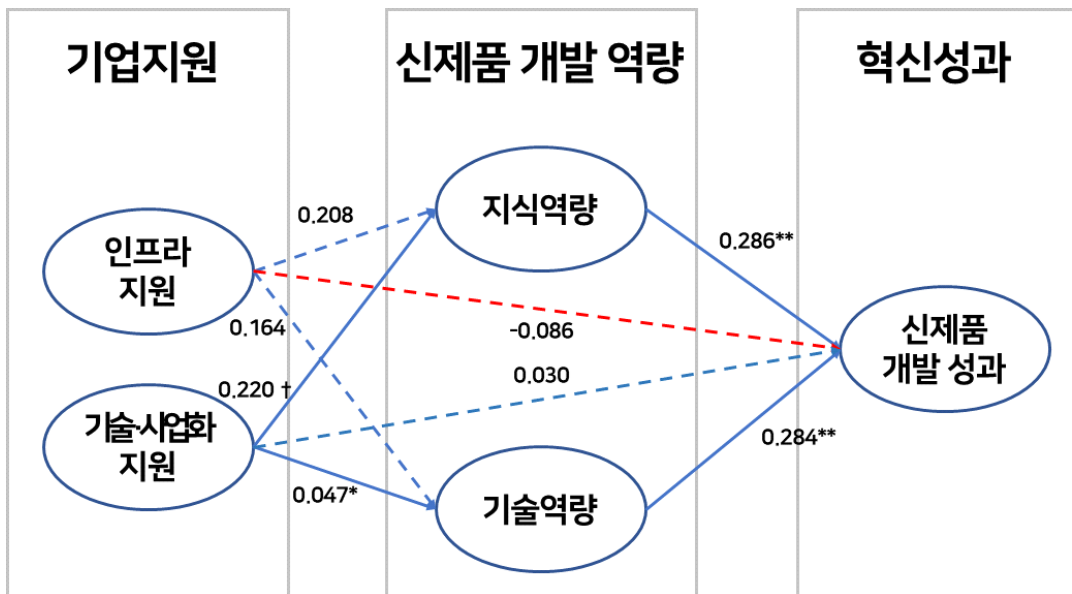 기업지원
신제품 개발 역량
혁신성과
지식역량
0.208
0.286**
인프라
지원
0.164
-0.086
신제품
개발 성과
0.030
0.220 †
기술·사업화
지원
0.284**
0.047*
기술역량